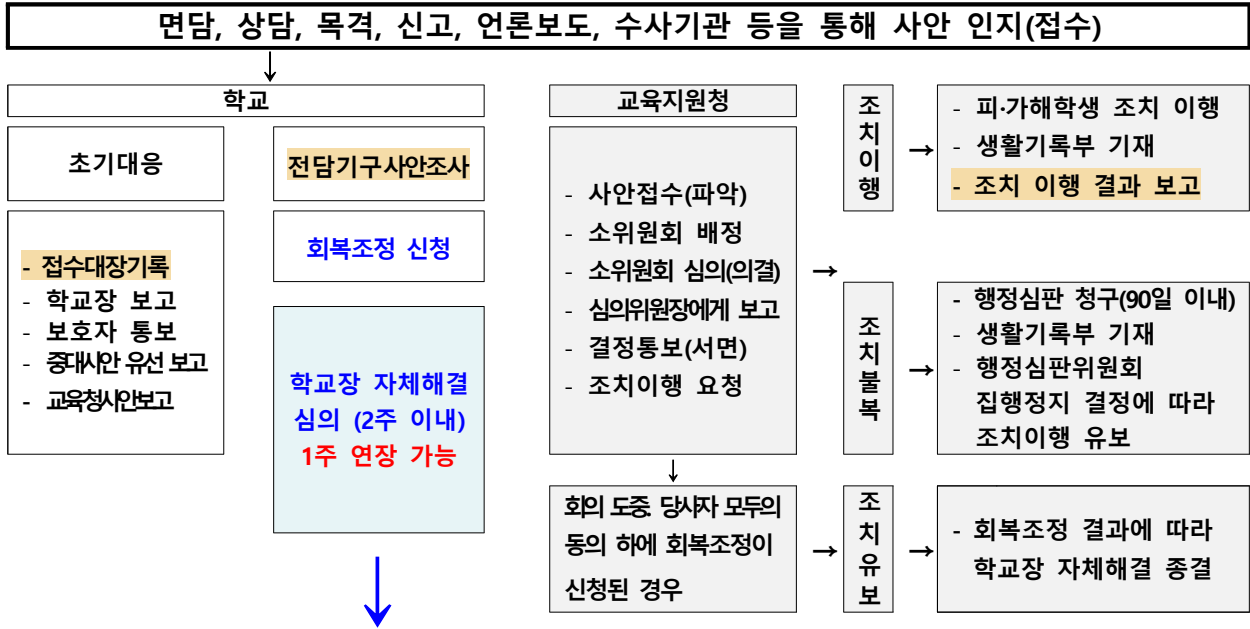 면담, 상담, 목격, 신고, 언론보도, 수사기관 등을 통해 사안 인지(접수)
학교
초기대응
- 접수대장기록
- 학교장 보고
- 보호자 통보
- 중대사안 유선 보고
- 교육청사안보고
전담기구사안조사
회복조정 신청
학교장 자체해결
심의 (2주 이내)
1주 연장 가능
교육지원청
- 사안접수(파악)
- 소위원회 배정
- 소위원회 심의(의결)
- 심의위원장에게 보고
- 결정통보(서면)
- 조치이행 요청
회의 도중. 당사자 모두의
동의 하에 회복조정이
신청된 경우
조
치
이
행
→
- 피·가해학생 조치 이행
- 생활기록부 기재
- 조치 이행 결과 보고
→
조
치
불
복
→
- 행정심판 청구(90일 이내)
- 생활기록부 기재
- 행정심판위원회
집행정지 결정에 따라
조치이행 유보
→
조
치
유
보
→
- 회복조정 결과에 따라
학교장 자체해결 종결